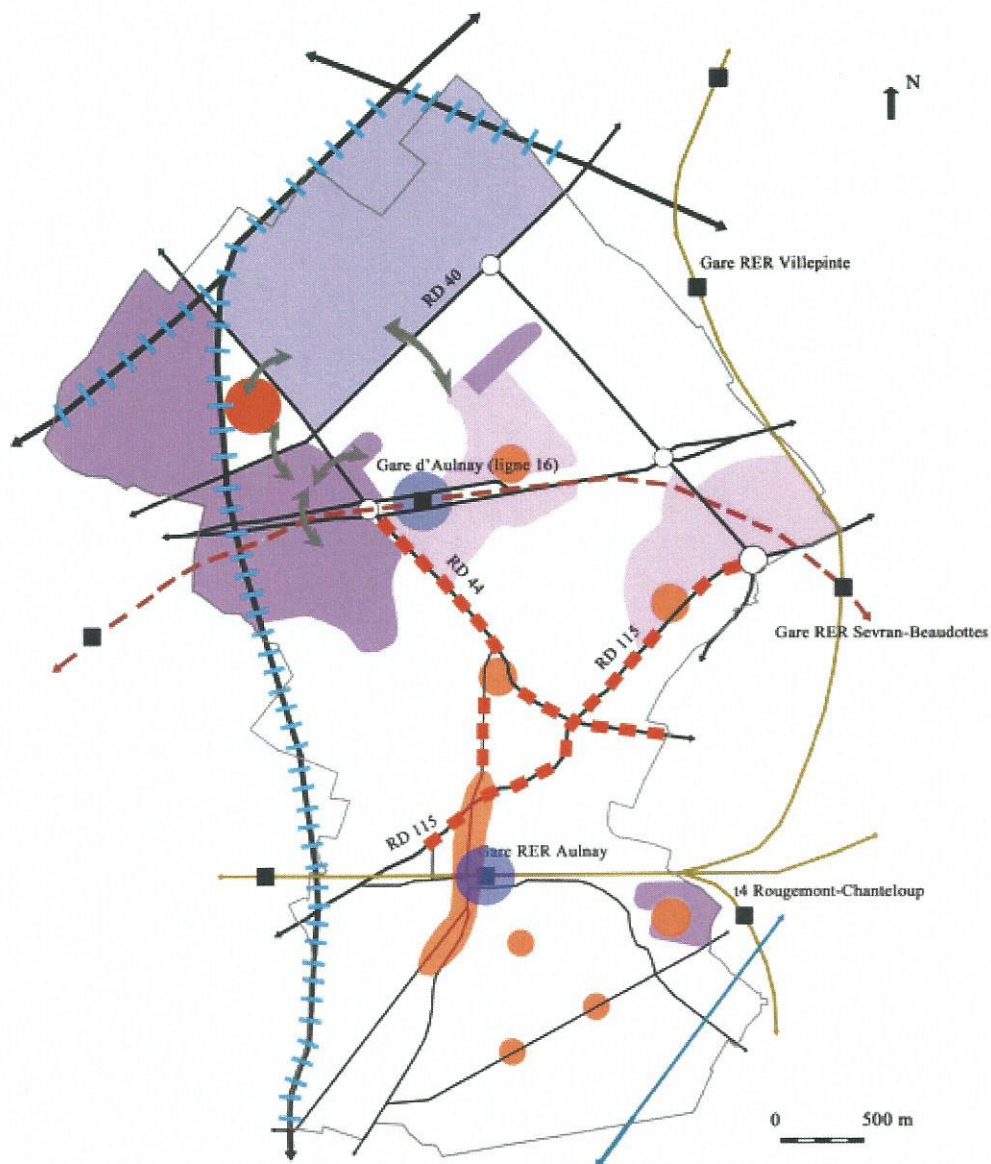 N
Gare RER Villepinte
RD 40
Gare d'Aulnay (ligne 16)
RD 44
RD 115
Gare RER Sevran-Beaudottes
RD 115
Gare RER Aulnay
t4 Rougemont-Chanteloup
0 500 m